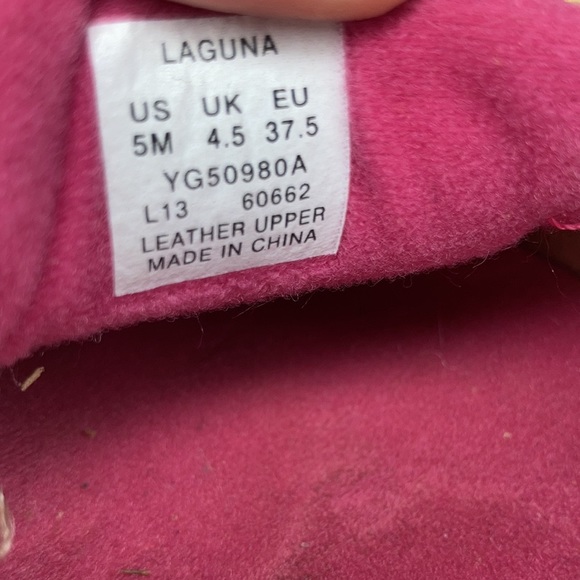 LAGUNA
US UK EU
5M 4.5 37.5
YG50980A
L13 60662
LEATHER UPPER
MADE IN CHINA